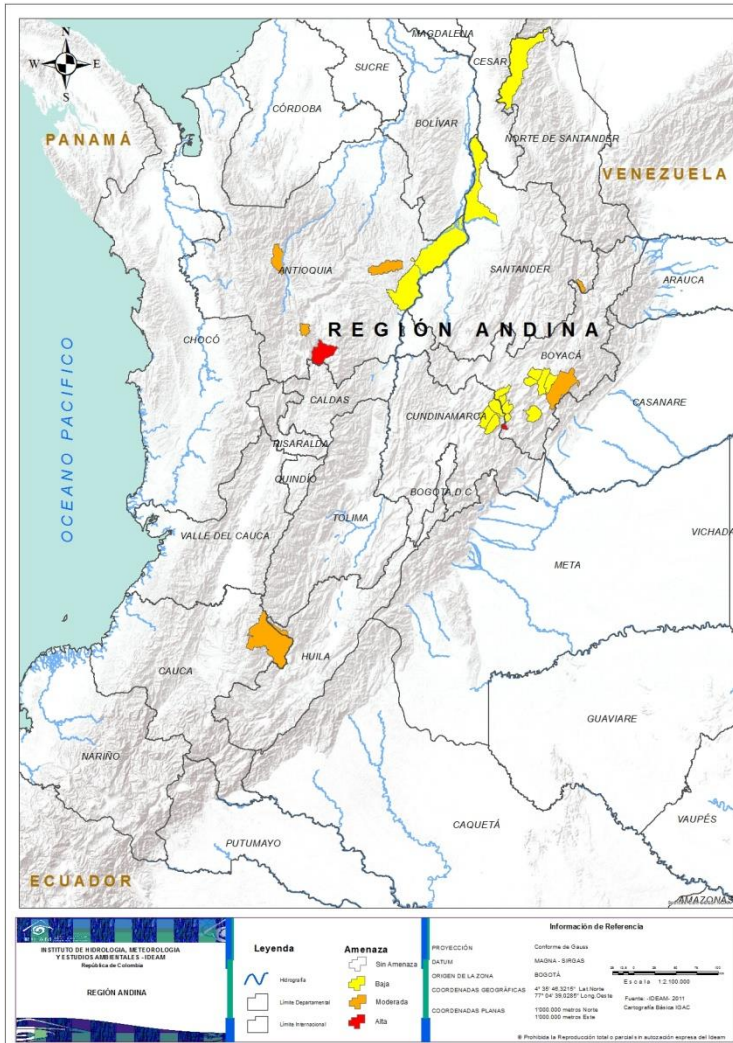 N
W
E
S
MAGDALENA
SUCRE
CESAR
CÓRDOBA
BOLÍVAR
PANAMÁ
NORTE DE SANTANDER
VENEZUELA
ANTIOQUIA
SANTANDER
ARAUCA
REGIÓN ANDINA
CHOCÓ
BOYACÁ
CALDAS
CUNDINAMARCA
CASANARE
RISARALDA
OCEANO PACIFICO
QUINDÍO
BOGOTÁ, D.C
TOLIMA
VALLE DEL CAUCA
VICHADA
META
CAUCA
HUILA
GUAVIARE
NARIÑO
CAQUETÁ
VAUPÉS
PUTUMAYO
ECUADOR
AMAZONAS
INSTITUTO DE HIDROLOGIA, METEOROLOGIA
Y ESTUDIOS AMBIENTALES - IDEAM
República de Colombia
REGIÓN ANDINA
Leyenda
Hidrografía
Límite Departamental
Límite Internacional
Amenaza
Sin Amenaza
Baja
Moderada
Alta
Información de Referencia
PROYECCIÓN Conforme de Gauss
DATUM MAGNA - SIRGAS
ORIGEN DE LA ZONA BOGOTÁ
COORDENADAS GEOGRÁFICAS 4° 35' 46,3215" Lat.Norte
77° 04' 39,0285" Long.Oeste
COORDENADAS PLANAS 1'000.000 metros Norte
1'000.000 metros Este
Escala 1:2.100.000
Fuente: -IDEAM- 2011
Cartografía Básica IGAC
® Prohibida la Reproducción total o parcial sin autozación expresa del Ideam